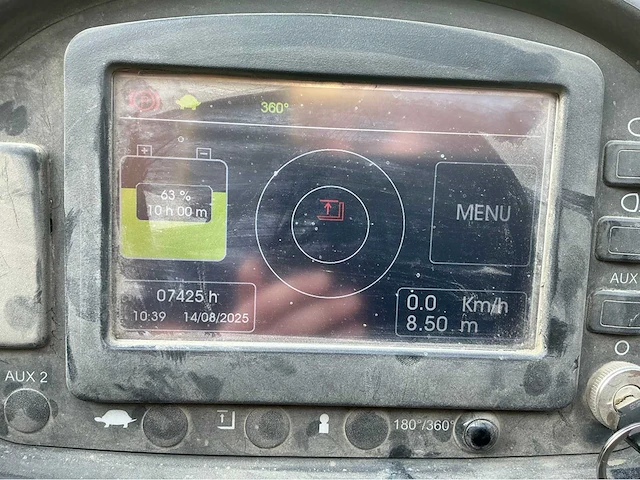 360°
63 %
10 h 00 m
MENU
07425 h
10:39 14/08/2025
0.0 Km/h
8.50 m
AUX
AUX 2
180°/360°